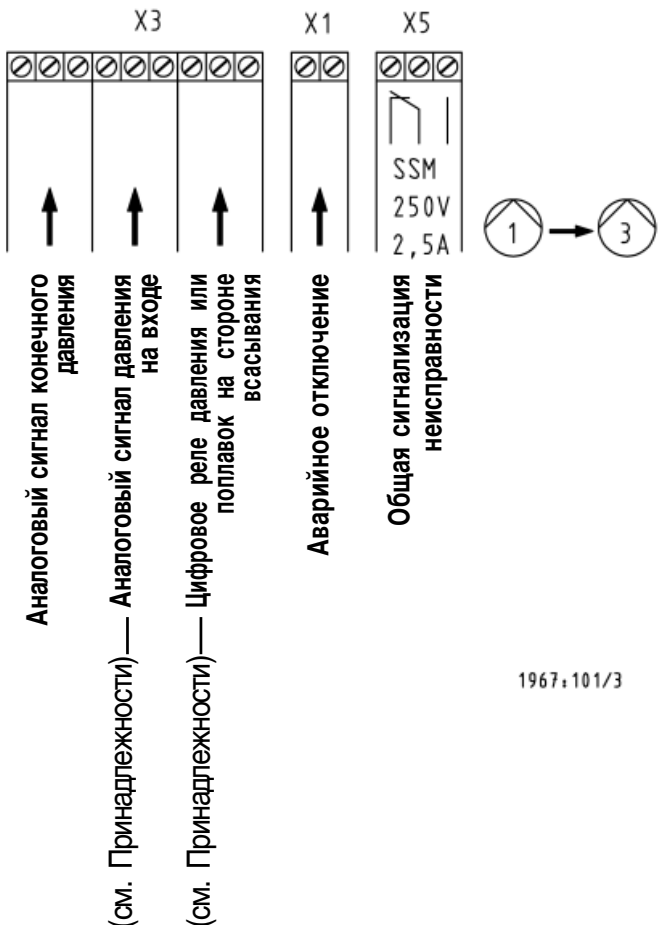 X3
X1
X5
SSM
250V
2,5A
1
3
Аналоговый сигнал конечного
давления
(см. Принадлежности)— Аналоговый сигнал давления
на входе
(см. Принадлежности)— Цифровое реле давления или
поплавок на стороне
всасывания
Аварийное отключение
Общая сигнализация
неисправности
1967:101/3